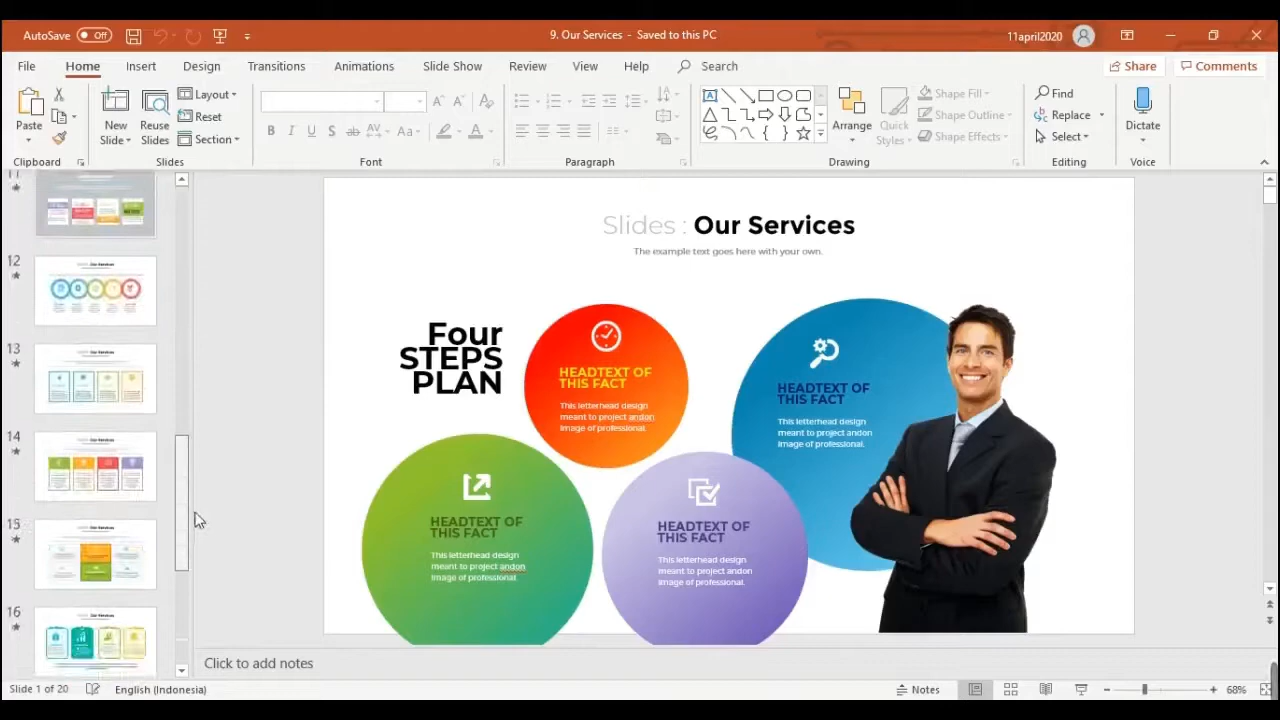 AutoSave Off
9. Our Services - Saved to this PC
11april2020
File Home Insert Design Transitions Animations Slide Show Review View Help Search
Share Comments
Paste
New Slide
Reuse Slides
Layout
Reset
Section
Arrange
Quick Styles
Shape Fill
Shape Outline
Shape Effects
Find
Replace
Select
Dictate
Clipboard Slides Font Paragraph Drawing Editing Voice
11
12
13
14
15
16
Slides : Our Services
The example text goes here with your own.
Four
STEPS
PLAN
HEADTEXT OF
THIS FACT
This letterhead design
meant to project andon
image of professional.
HEADTEXT OF
THIS FACT
This letterhead design
meant to project andon
image of professional.
HEADTEXT OF
THIS FACT
This letterhead design
meant to project andon
image of professional.
HEADTEXT OF
THIS FACT
This letterhead design
meant to project andon
image of professional.
Click to add notes
Slide 1 of 20 English (Indonesia) Notes 68%